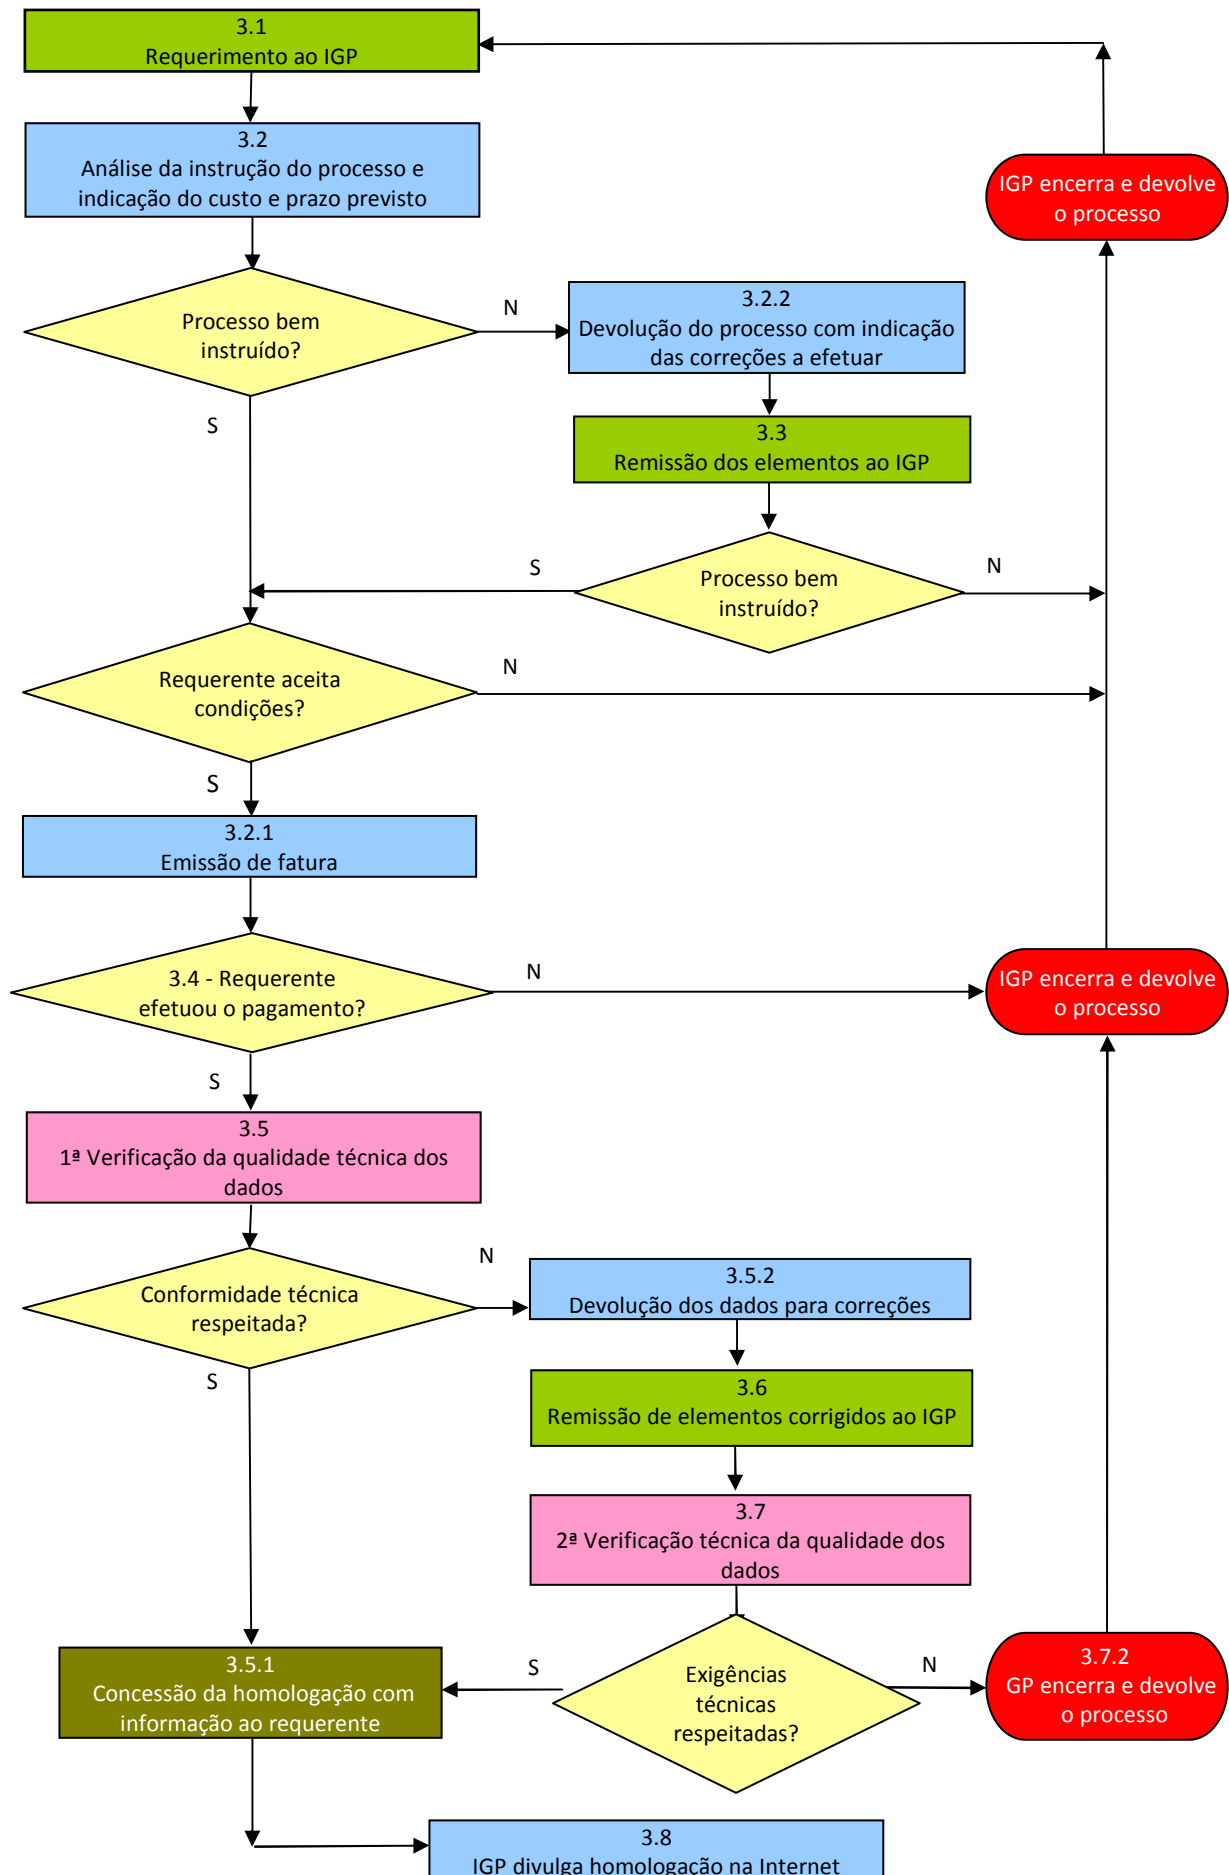 3.1
Requerimento ao IGP
3.2
Análise da instrução do processo e
indicação do custo e prazo previsto
IGP encerra e devolve
o processo
Processo bem
instruído?
N
3.2.2
Devolução do processo com indicação
das correções a efetuar
S
3.3
Remissão dos elementos ao IGP
S
Processo bem
instruído?
N
Requerente aceita
condições?
N
S
3.2.1
Emissão de fatura
3.4 - Requerente
efetuou o pagamento?
N
IGP encerra e devolve
o processo
S
3.5
1ª Verificação da qualidade técnica dos
dados
Conformidade técnica
respeitada?
N
3.5.2
Devolução dos dados para correções
S
3.6
Remissão de elementos corrigidos ao IGP
3.7
2ª Verificação técnica da qualidade dos
dados
3.5.1
Concessão da homologação com
informação ao requerente
S
Exigências
técnicas
respeitadas?
N
3.7.2
GP encerra e devolve
o processo
3.8
IGP divulga homologação na Internet